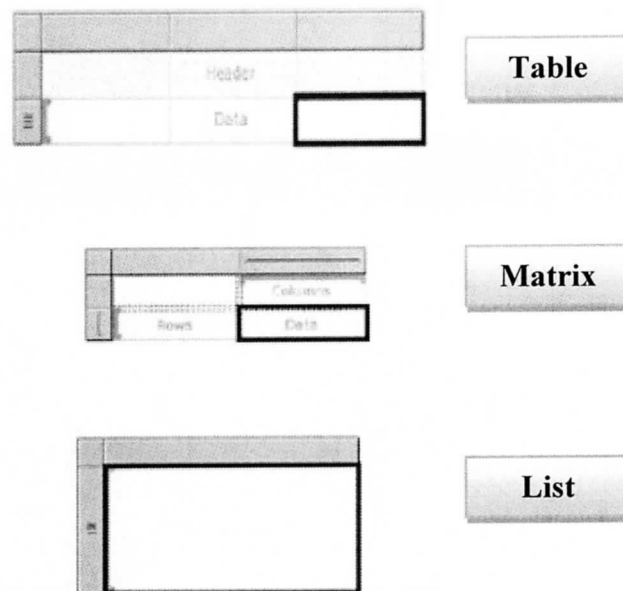 Table
Header
Data
Matrix
Columns
Rows
Data
List